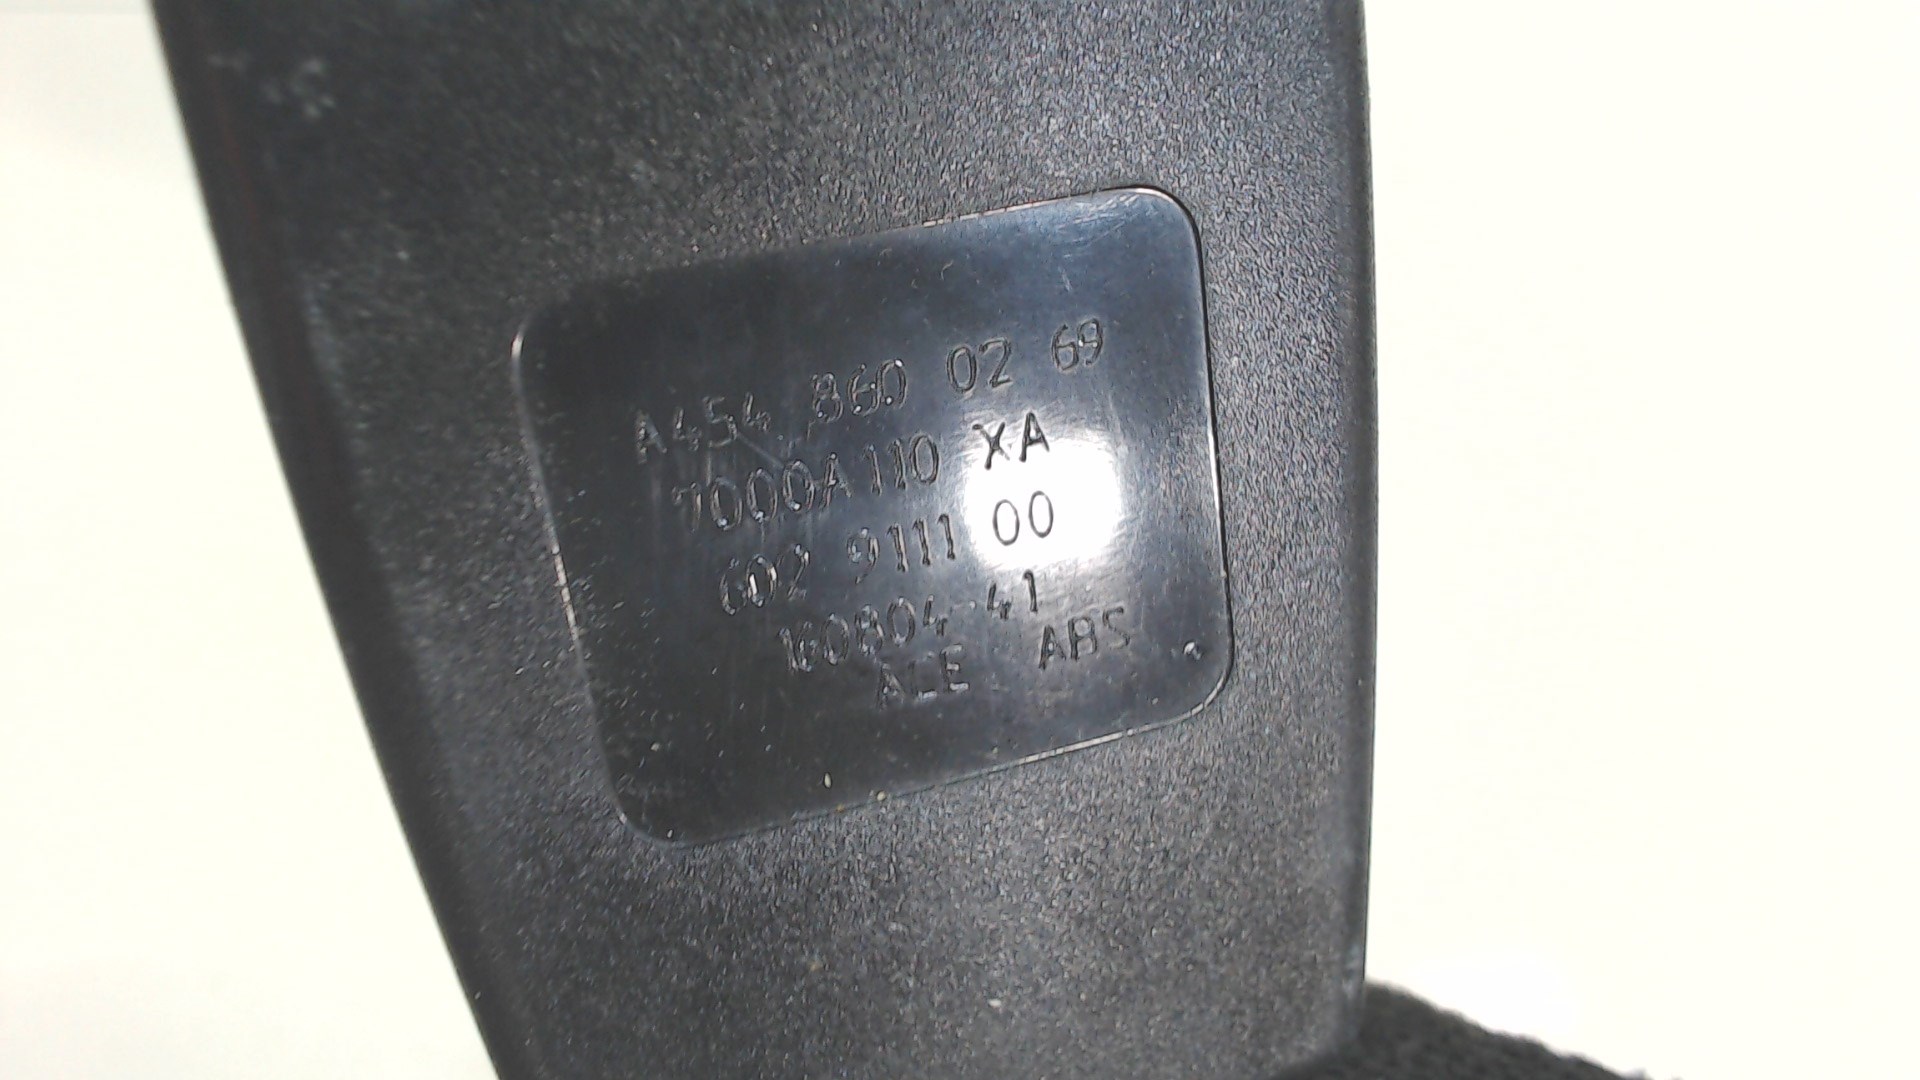 A454 860 02 69
7000A110 XA
602 9111 00
160804 41
ALE ABS